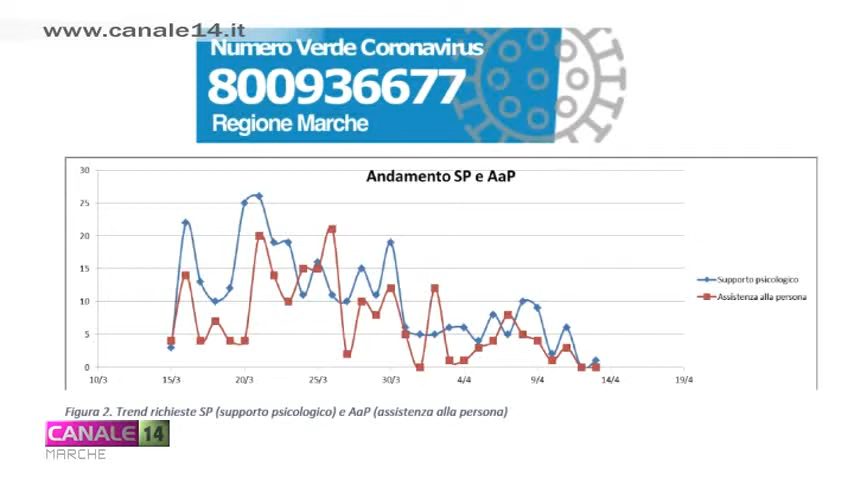 www.canale14.it
Numero Verde Coronavirus
800936677
Regione Marche
Andamento SP e AaP
30
25
20
15
10
5
0
10/3 15/3 20/3 25/3 30/3 4/4 9/4 14/4 19/4
Supporto psicologico
Assistenza alla persona
Figura 2. Trend richieste SP (supporto psicologico) e AaP (assistenza alla persona)
CANALE 14
MARCHE